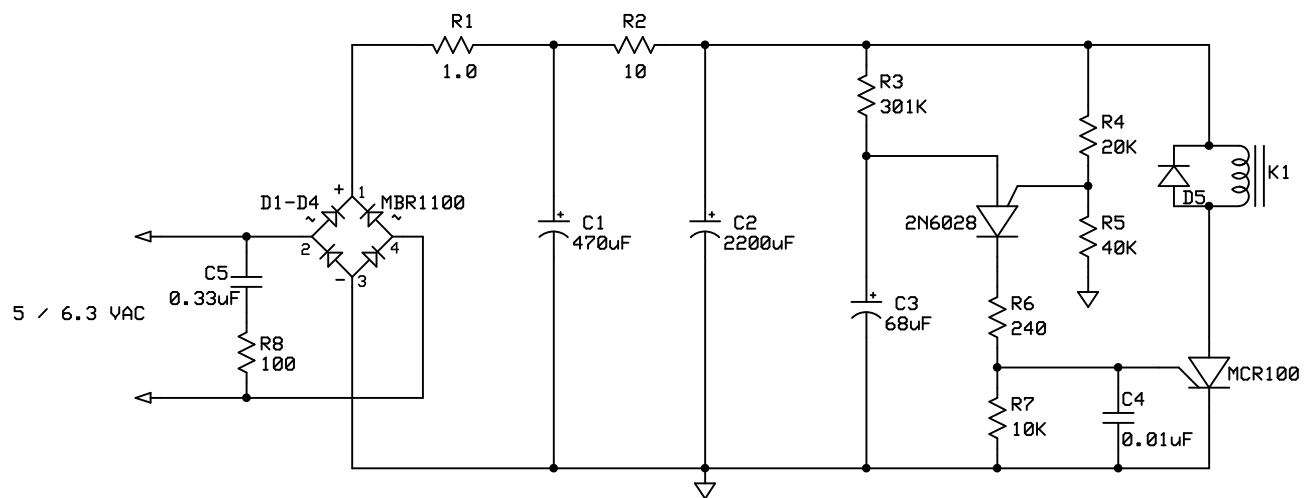 R1
1.0
R2
10
R3
301K
R4
20K
K1
D5
D1-D4
+
1
MBR1100
~
~
2
4
-
3
+
C1
470uF
+
C2
2200uF
2N6028
R5
40K
C5
0.33uF
+
C3
68uF
R6
240
5 / 6.3 VAC
R8
100
MCR100
R7
10K
C4
0.01uF